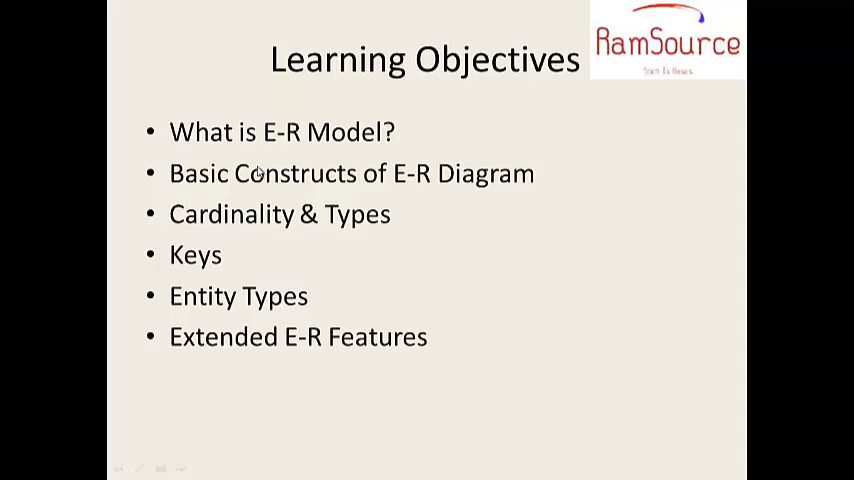 Learning Objectives
RamSource
• What is E-R Model?
• Basic Constructs of E-R Diagram
• Cardinality & Types
• Keys
• Entity Types
• Extended E-R Features